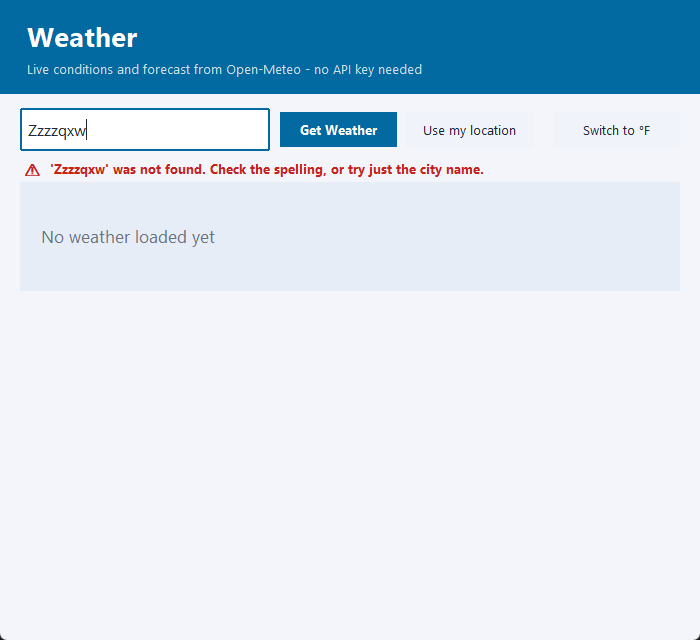 Weather
Live conditions and forecast from Open-Meteo - no API key needed
Zzzzqxw
Get Weather
Use my location
Switch to °F
'Zzzzqxw' was not found. Check the spelling, or try just the city name.
No weather loaded yet